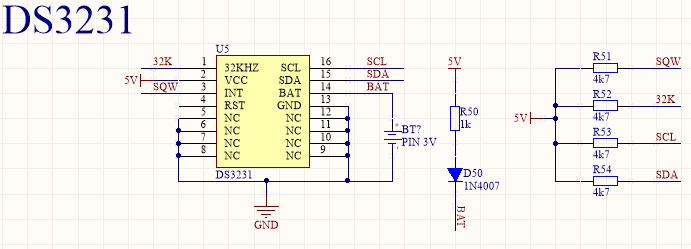 DS3231
U5
32K 1 32KHZ SCL 16 SCL
5V 2 VCC SDA 15 SDA
SQW 3 INT BAT 14 BAT
4 RST GND 13
5 NC NC 12
6 NC NC 11
7 NC NC 10
8 NC NC 9
DS3231
GND
BT?
PIN 3V
5V
R50
1k
D50
1N4007
BAT
5V
R51 SQW
4k7
R52 32K
4k7
R53 SCL
4k7
R54 SDA
4k7